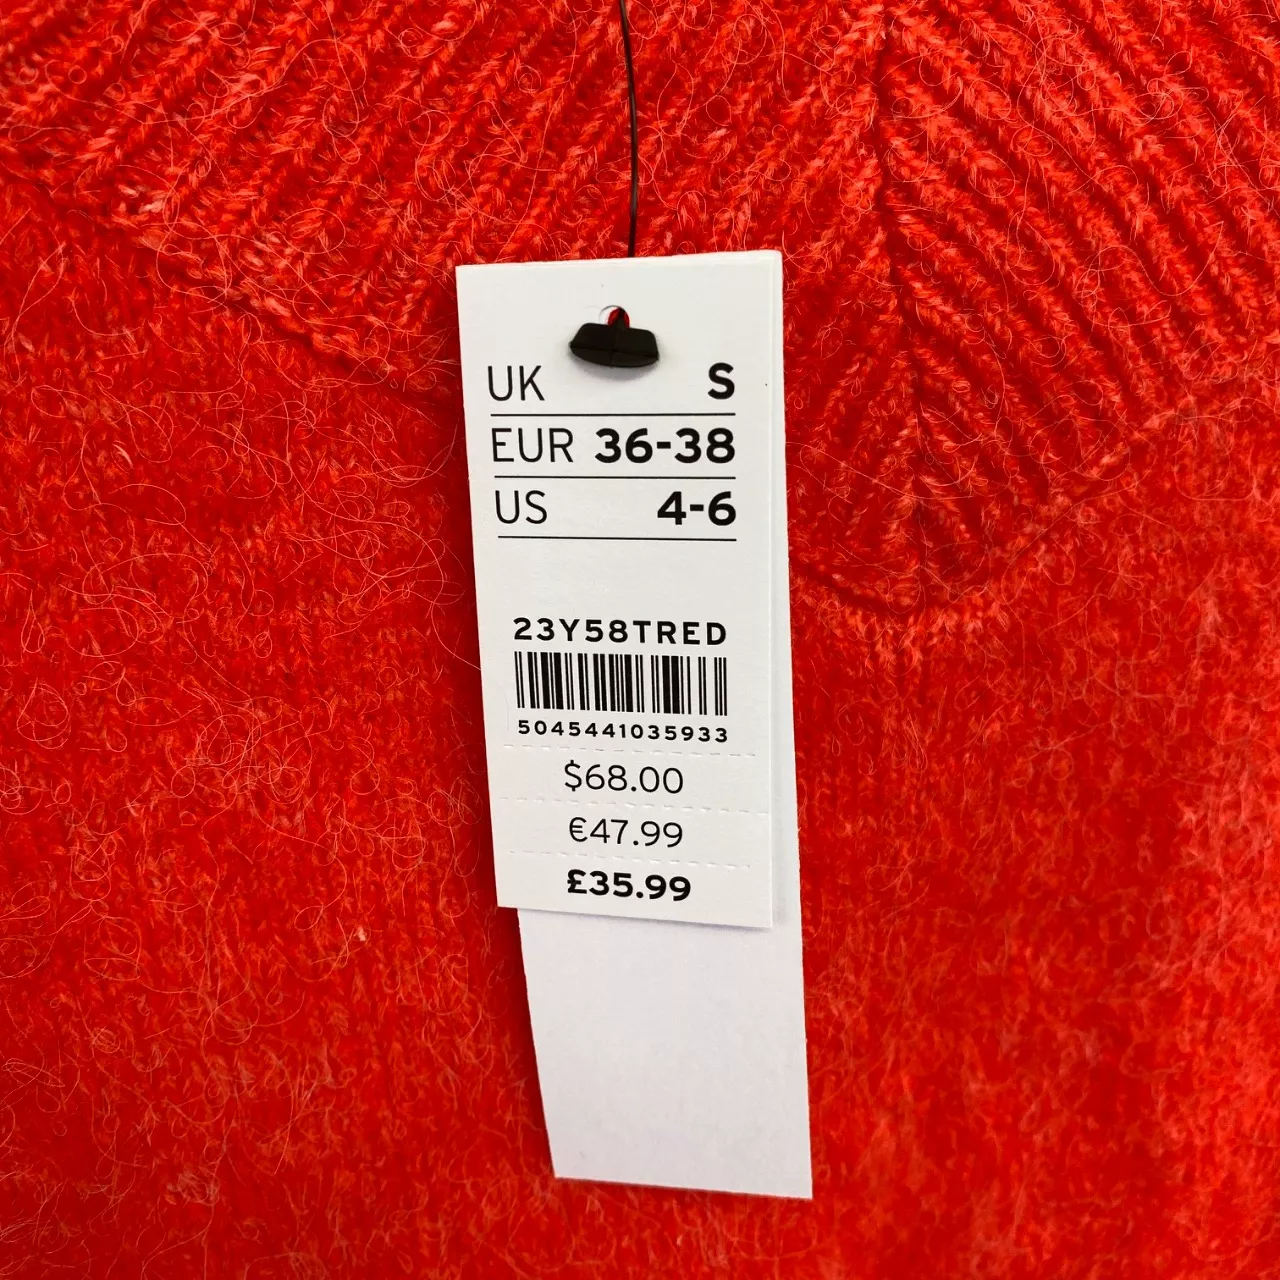 UK S
EUR 36-38
US 4-6
23Y58TRED
5045441035933
$68.00
€47.99
£35.99